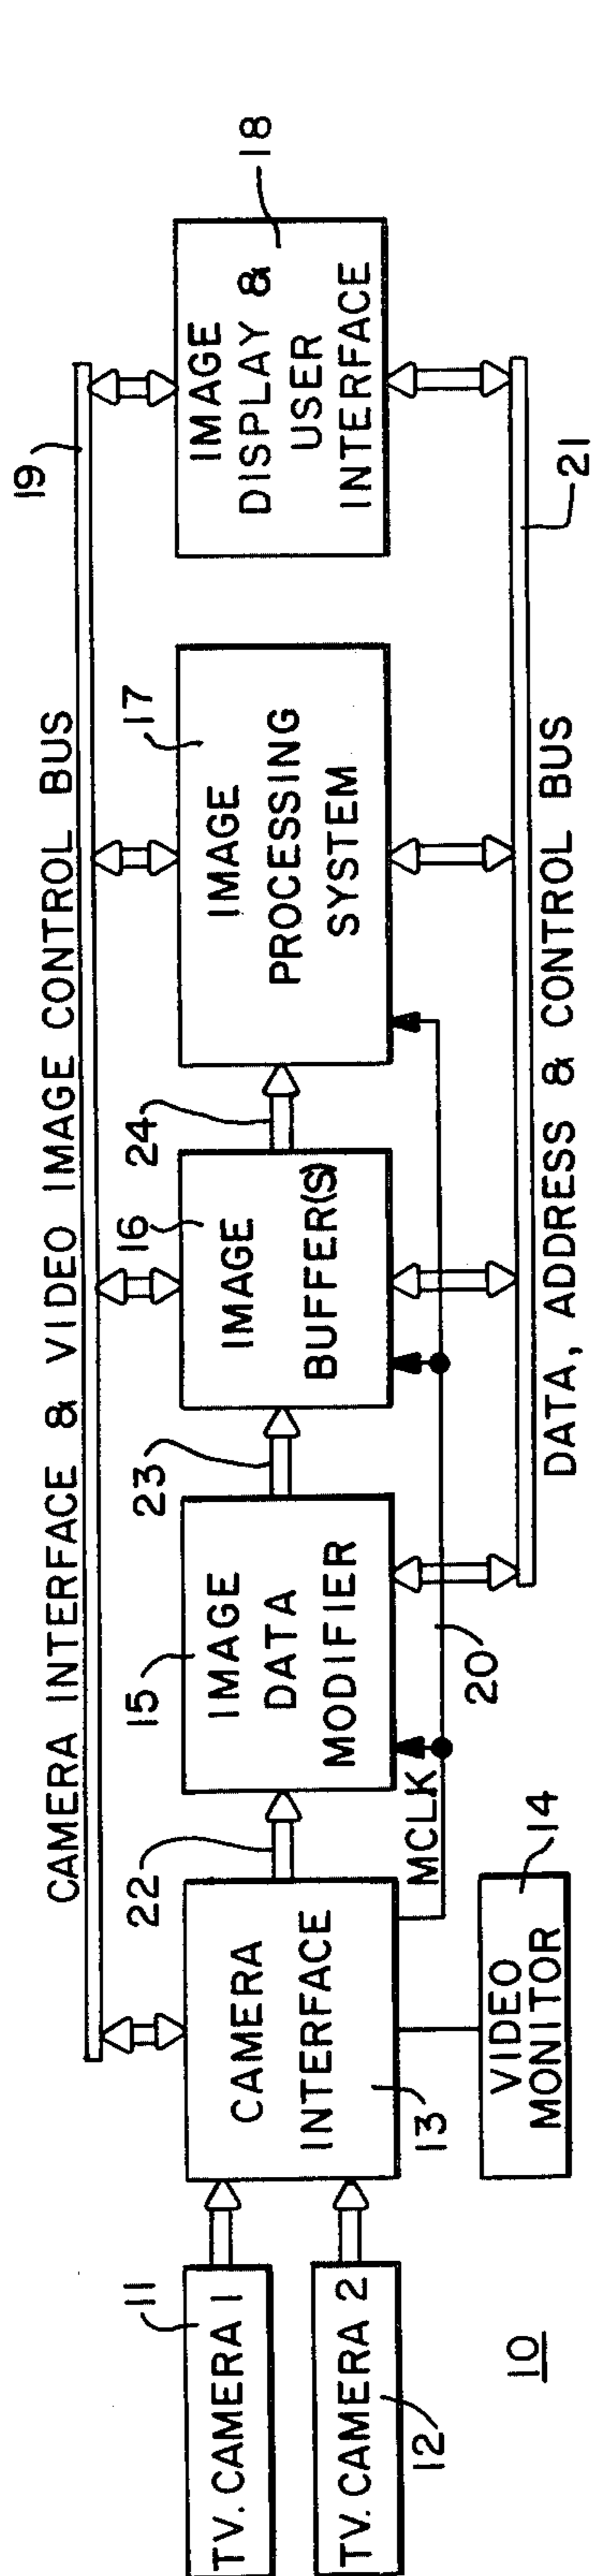 CAMERA INTERFACE & VIDEO IMAGE CONTROL BUS
19
11
TV. CAMERA 1
TV. CAMERA 2
12
10
CAMERA
INTERFACE
13
VIDEO
MONITOR
14
22
MCLK
20
15
IMAGE
DATA
MODIFIER
23
16
IMAGE
BUFFER(S)
24
17
IMAGE
PROCESSING
SYSTEM
18
IMAGE
DISPLAY &
USER
INTERFACE
21
DATA, ADDRESS & CONTROL BUS